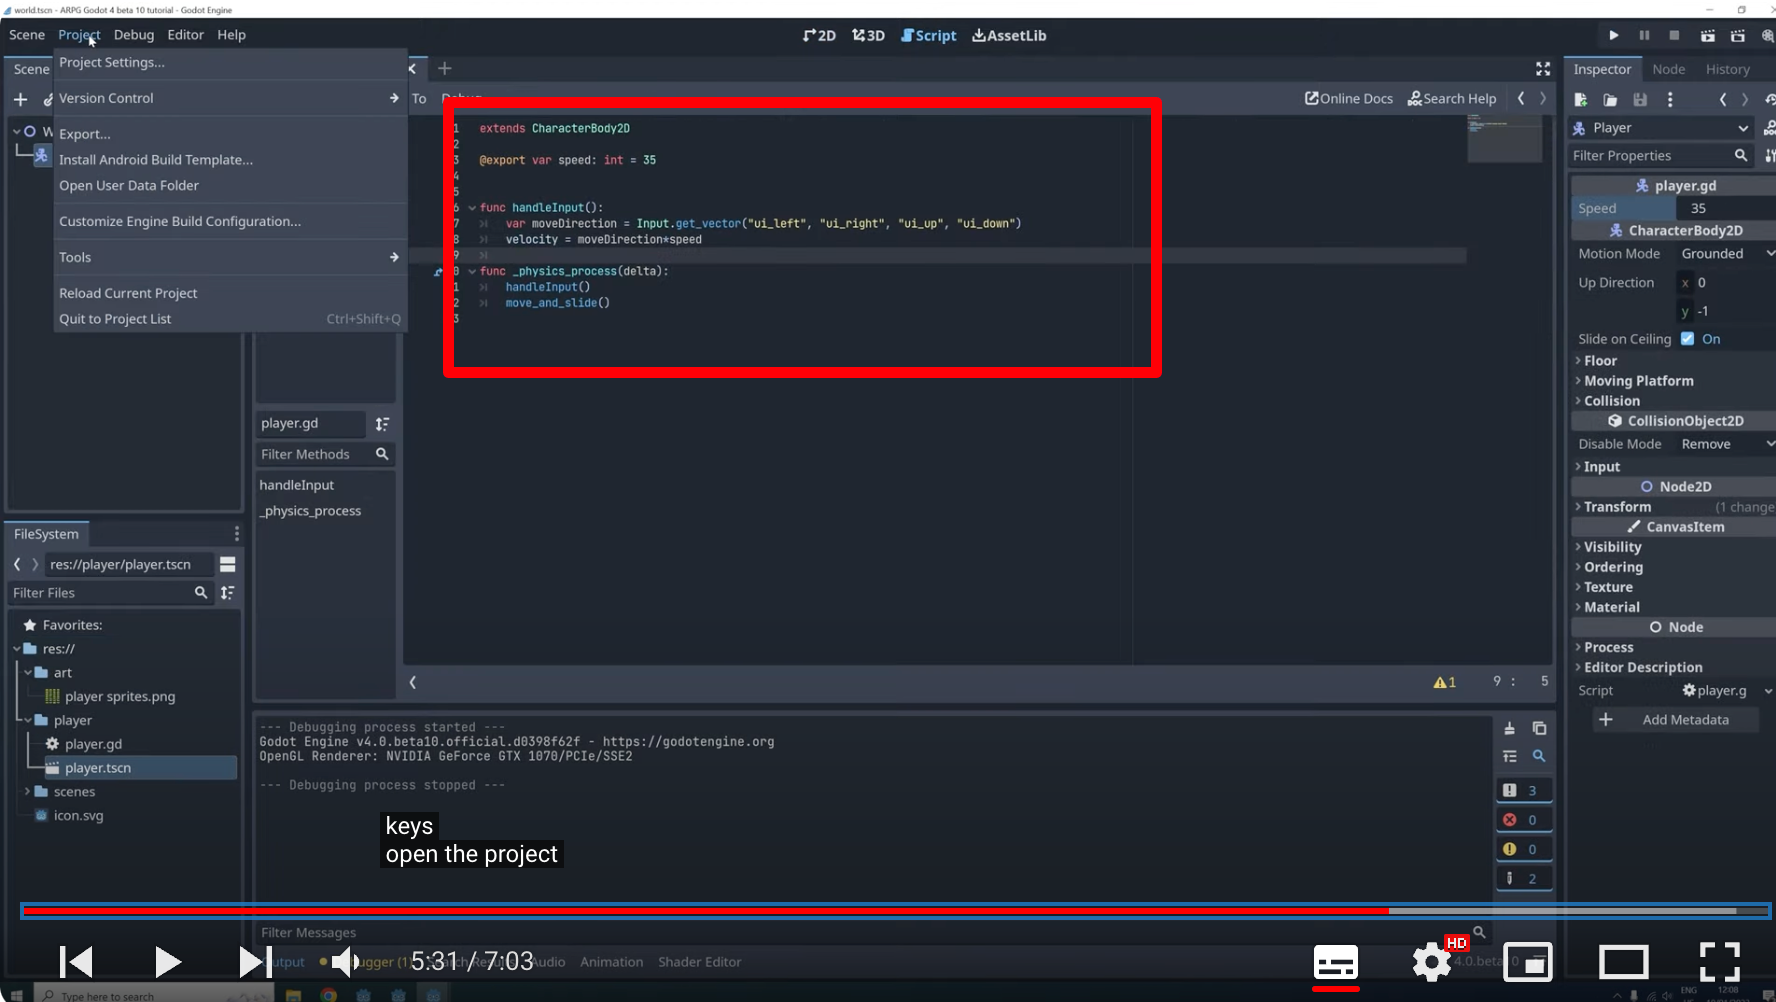 world.tscn - ARPG Godot 4 beta 10 tutorial - Godot Engine
Scene Project Debug Editor Help
2D 3D Script AssetLib
Scene
Project Settings...
Version Control
Export...
Install Android Build Template...
Open User Data Folder
Customize Engine Build Configuration...
Tools
Reload Current Project
Quit to Project List Ctrl+Shift+Q
To
Online Docs Search Help
1 extends CharacterBody2D
2
3 @export var speed: int = 35
4
5
6 func handleInput():
7 var moveDirection = Input.get_vector("ui_left", "ui_right", "ui_up", "ui_down")
8 velocity = moveDirection*speed
9
0 func _physics_process(delta):
1 handleInput()
2 move_and_slide()
3
player.gd
Filter Methods
handleInput
_physics_process
1 9 : 5
FileSystem
res://player/player.tscn
Filter Files
Favorites:
res://
art
player sprites.png
player
player.gd
player.tscn
scenes
icon.svg
--- Debugging process started ---
Godot Engine v4.0.beta10.official.d0398f62f - https://godotengine.org
OpenGL Renderer: NVIDIA GeForce GTX 1070/PCIe/SSE2
--- Debugging process stopped ---
3
0
0
2
Filter Messages
Inspector Node History
Player
Filter Properties
player.gd
Speed 35
CharacterBody2D
Motion Mode Grounded
Up Direction x 0
y -1
Slide on Ceiling On
Floor
Moving Platform
Collision
CollisionObject2D
Disable Mode Remove
Input
Node2D
Transform (1 change
CanvasItem
Visibility
Ordering
Texture
Material
Node
Process
Editor Description
Script player.g
Add Metadata
keys
open the project
5:31 / 7:03
Animation Shader Editor
HD
Type here to search
ENG 12:08